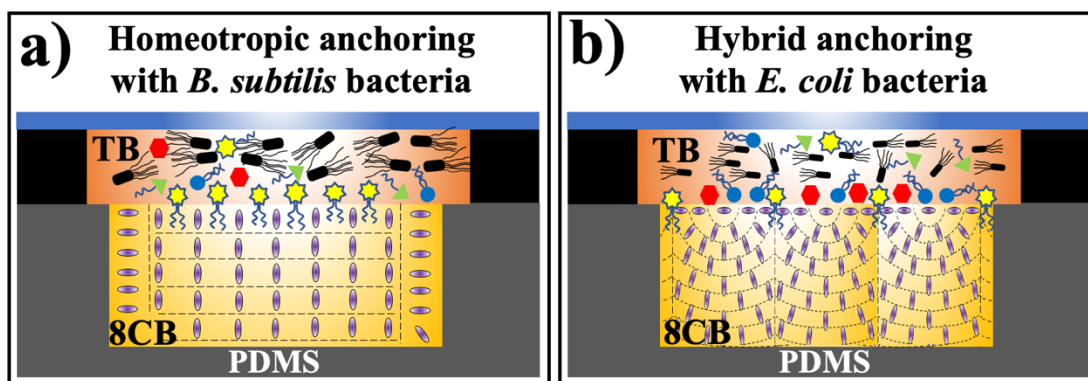 a)
Homeotropic anchoring
with B. subtilis bacteria
TB
8CB
PDMS
b)
Hybrid anchoring
with E. coli bacteria
TB
8CB
PDMS